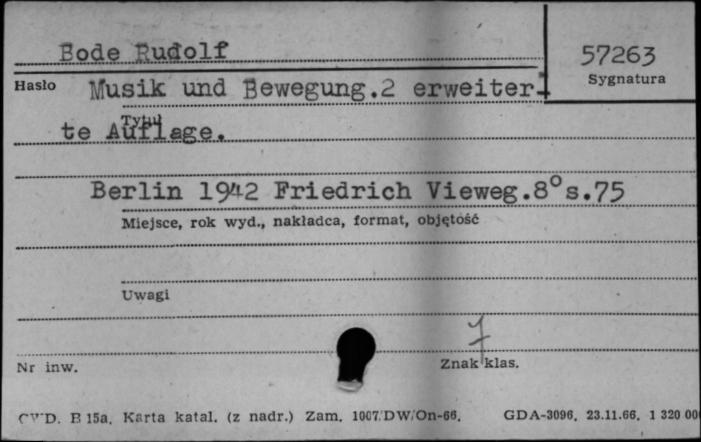 Bode Rudolf
57263
Hasło
Sygnatura
Musik und Bewegung.2 erweiter-
Tytuł
te Auflage.
Berlin 1942 Friedrich Vieweg.8° s.75
Miejsce, rok wyd., nakładca, format, objętość
Uwagi
7
Nr inw.
Znak klas.
CWD. B 15a. Karta katal. (z nadr.) Zam. 1007/DW/On-66. GDA-3096. 23.11.66. 1 320 00